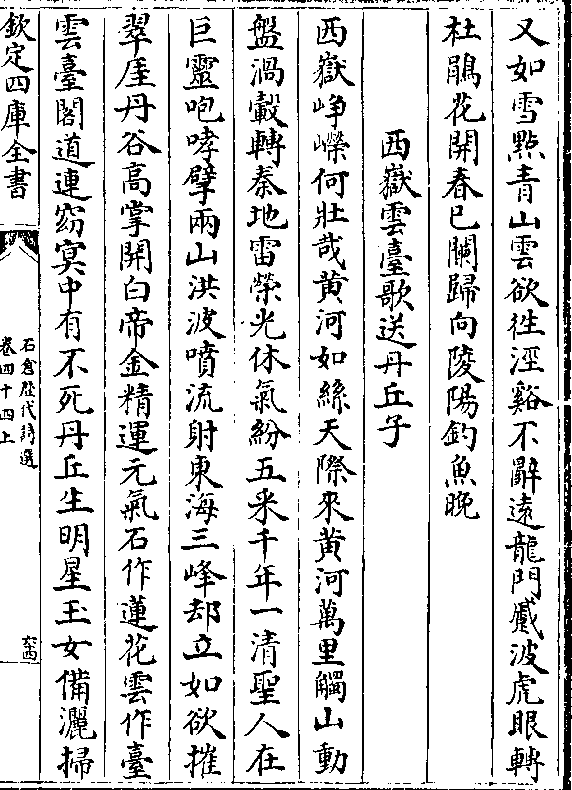 又如雪點青山雲欲往涇谿不辭遠龍門蹙波虎眼轉
杜鵑花開春已闌歸向陵陽釣魚晚
西嶽雲臺歌送丹丘子
西嶽崢嶸何壯哉黄河如絲天際來黄河萬里觸山動
盤渦轂轉秦地雷榮光休氣紛五米千年一清聖人在
巨靈咆哮擘兩山洪波噴流射東海三峰却立如欲摧
翠厓丹谷高掌開白帝金精運元氣石作蓮花雲作臺
雲臺閣道連窈冥中有不死丹丘生明星玉女備灑掃
欽定四庫全書
石倉歷代詩選
卷四十四上